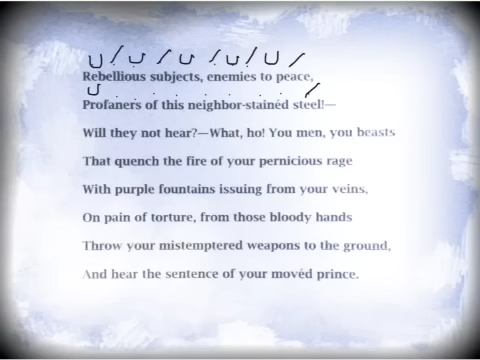 Rebellious subjects, enemies to peace,
Profaners of this neighbor-stainéd steel!—
Will they not hear?—What, ho! You men, you beasts
That quench the fire of your pernicious rage
With purple fountains issuing from your veins,
On pain of torture, from those bloody hands
Throw your mistempered weapons to the ground,
And hear the sentence of your movéd prince.